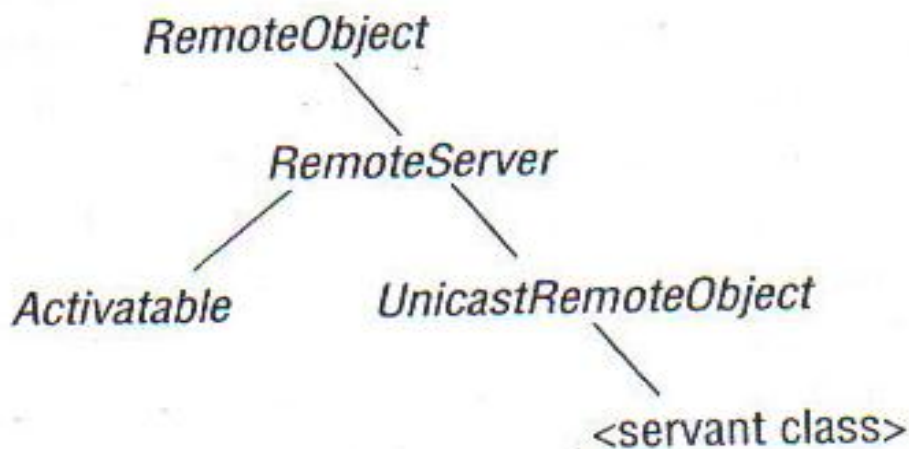 RemoteObject
RemoteServer
Activatable
UnicastRemoteObject
<servant class>